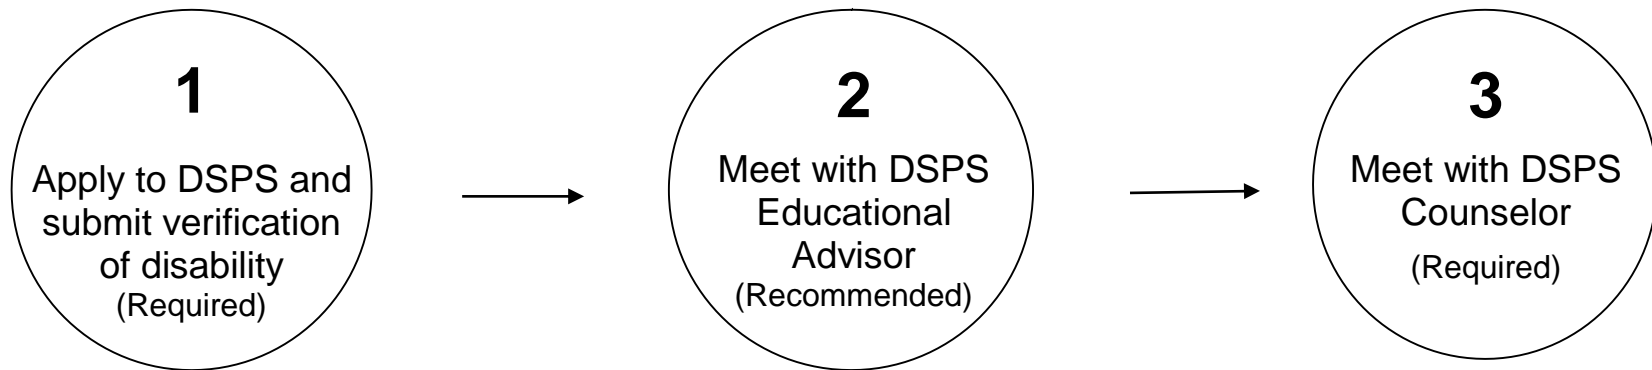 1
Apply to DSPS and
submit verification
of disability
(Required)
2
Meet with DSPS
Educational
Advisor
(Recommended)
3
Meet with DSPS
Counselor
(Required)